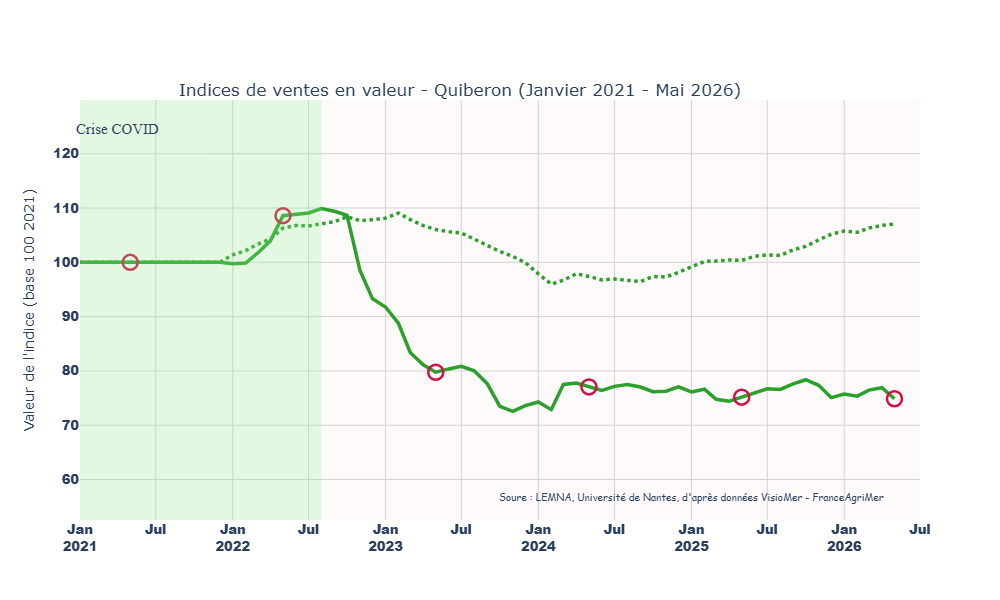 Indices de ventes en valeur - Quiberon (Janvier 2021 - Mai 2026)
Crise COVID
Valeur de l'indice (base 100 2021)
120
110
100
90
80
70
60
Soure : LEMNA, Université de Nantes, d'après données VisioMer - FranceAgriMer
Jan Jul Jan Jul Jan Jul Jan Jul Jan Jul Jan Jul
2021 2022 2023 2024 2025 2026